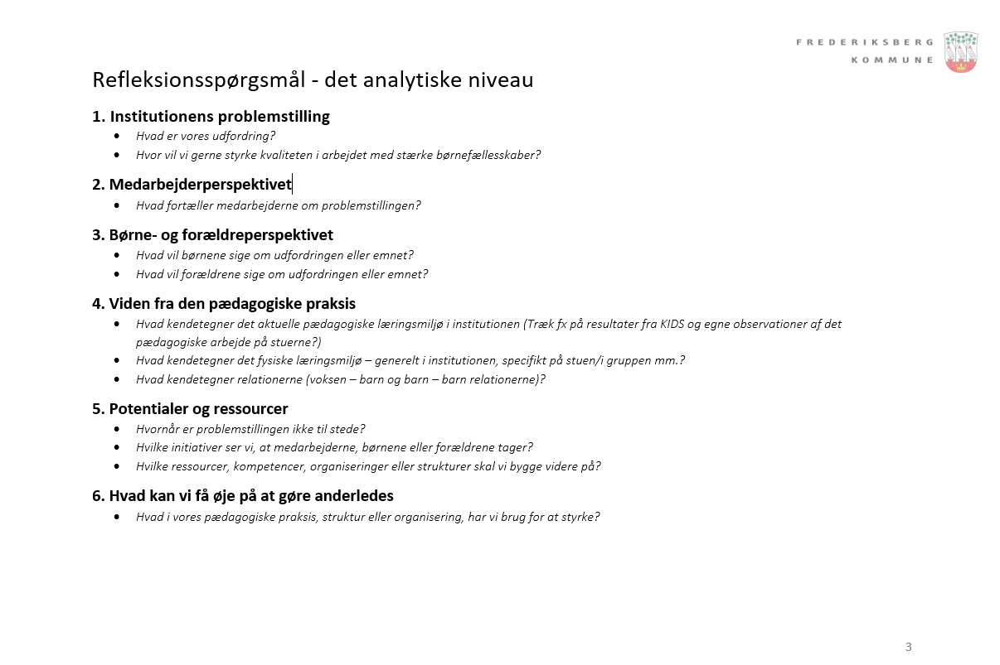 FREDERIKSBERG
KOMMUNE
Refleksionsspørgsmål - det analytiske niveau
1. Institutionens problemstilling
• Hvad er vores udfordring?
• Hvor vil vi gerne styrke kvaliteten i arbejdet med stærke børnefællesskaber?
2. Medarbejderperspektivet
• Hvad fortæller medarbejderne om problemstillingen?
3. Børne- og forældreperspektivet
• Hvad vil børnene sige om udfordringen eller emnet?
• Hvad vil forældrene sige om udfordringen eller emnet?
4. Viden fra den pædagogiske praksis
• Hvad kendetegner det aktuelle pædagogiske læringsmiljø i institutionen (Træk fx på resultater fra KIDS og egne observationer af det
pædagogiske arbejde på stuerne?)
• Hvad kendetegner det fysiske læringsmiljø – generelt i institutionen, specifikt på stuen/i gruppen mm.?
• Hvad kendetegner relationerne (voksen – barn og barn – barn relationerne)?
5. Potentialer og ressourcer
• Hvornår er problemstillingen ikke til stede?
• Hvilke initiativer ser vi, at medarbejderne, børnene eller forældrene tager?
• Hvilke ressourcer, kompetencer, organiseringer eller strukturer skal vi bygge videre på?
6. Hvad kan vi få øje på at gøre anderledes
• Hvad i vores pædagogiske praksis, struktur eller organisering, har vi brug for at styrke?
3